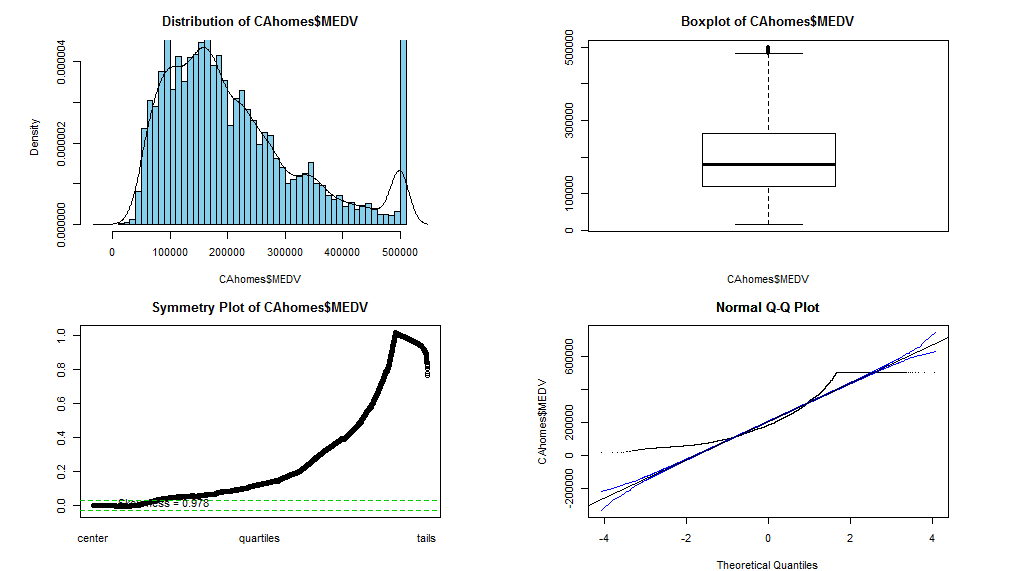 Distribution of CAhomes$MEDV
Density
0.000000 0.000002 0.000004
0 100000 200000 300000 400000 500000
CAhomes$MEDV
Boxplot of CAhomes$MEDV
0 100000 300000 500000
CAhomes$MEDV
Symmetry Plot of CAhomes$MEDV
0.0 0.2 0.4 0.6 0.8 1.0
Skewness = 0.978
center quartiles tails
Normal Q-Q Plot
CAhomes$MEDV
-200000 0 200000 600000
-4 -2 0 2 4
Theoretical Quantiles